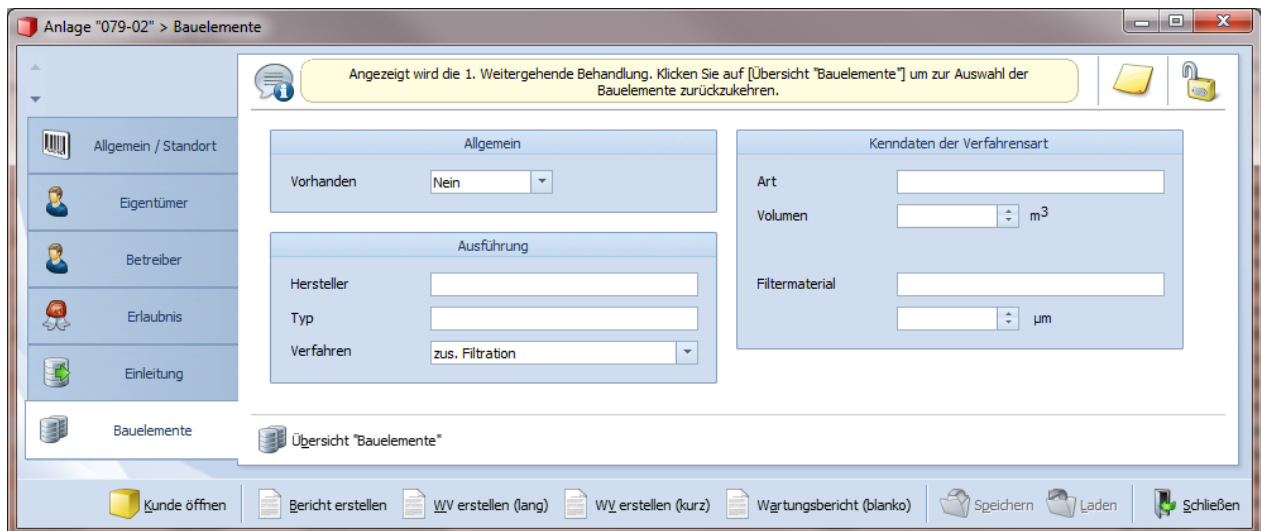 Anlage "079-02" > Bauelemente
Angezeigt wird die 1. Weitergehende Behandlung. Klicken Sie auf [Übersicht "Bauelemente"] um zur Auswahl der
Bauelemente zurückzukehren.
Allgemein / Standort
Eigentümer
Betreiber
Erlaubnis
Einleitung
Bauelemente
Allgemein
Vorhanden Nein
Ausführung
Hersteller
Typ
Verfahren zus. Filtration
Kenndaten der Verfahrensart
Art
Volumen m³
Filtermaterial
µm
Übersicht "Bauelemente"
Kunde öffnen Bericht erstellen WV erstellen (lang) WV erstellen (kurz) Wartungsbericht (blanko) Speichern Laden Schließen